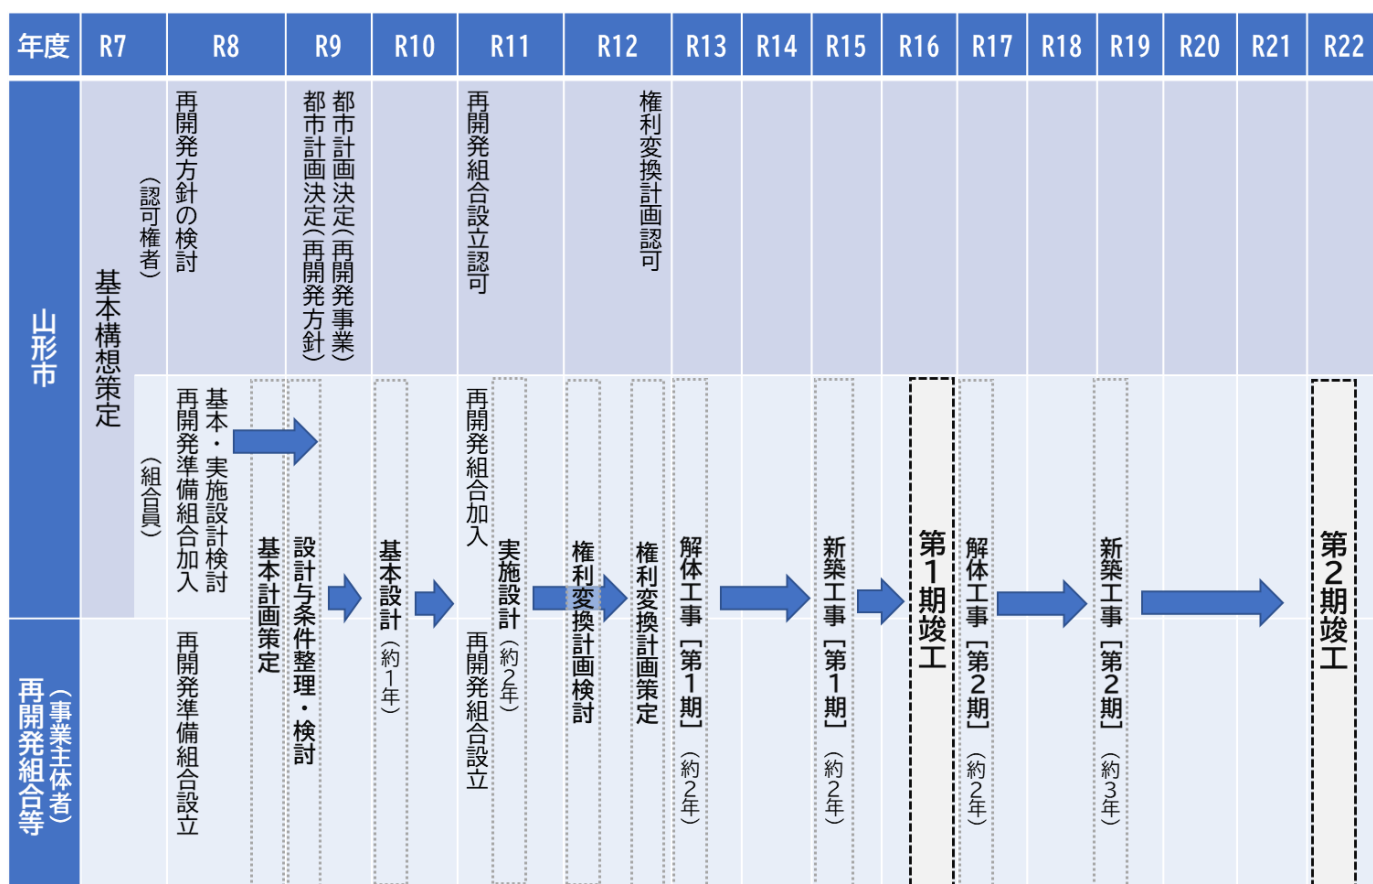 年度 R7 R8 R9 R10 R11 R12 R13 R14 R15 R16 R17 R18 R19 R20 R21 R22
山形市
基本構想策定
（認可権者）
再開発方針の検討
都市計画決定(再開発事業)
都市計画決定(再開発方針)
再開発組合設立認可
権利変換計画認可
（組合員）
基本・実施設計検討
再開発準備組合加入
再開発組合加入
基本計画策定
設計与条件整理・検討
基本設計（約1年）
実施設計（約2年）
権利変換計画検討
権利変換計画策定
解体工事［第1期］（約2年）
新築工事［第1期］（約2年）
第1期竣工
解体工事［第2期］（約2年）
新築工事［第2期］（約3年）
第2期竣工
（事業主体者）
再開発組合等
再開発準備組合設立
再開発組合設立